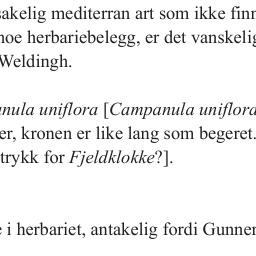 sakelig mediterran art som ikke finn
noe herbariebelegg, er det vanskelig
Weldingh.
nula uniflora [Campanula uniflora
er, kronen er like lang som begeret.
trykk for Fjeldklokke?].
e i herbariet, antakelig fordi Gunner